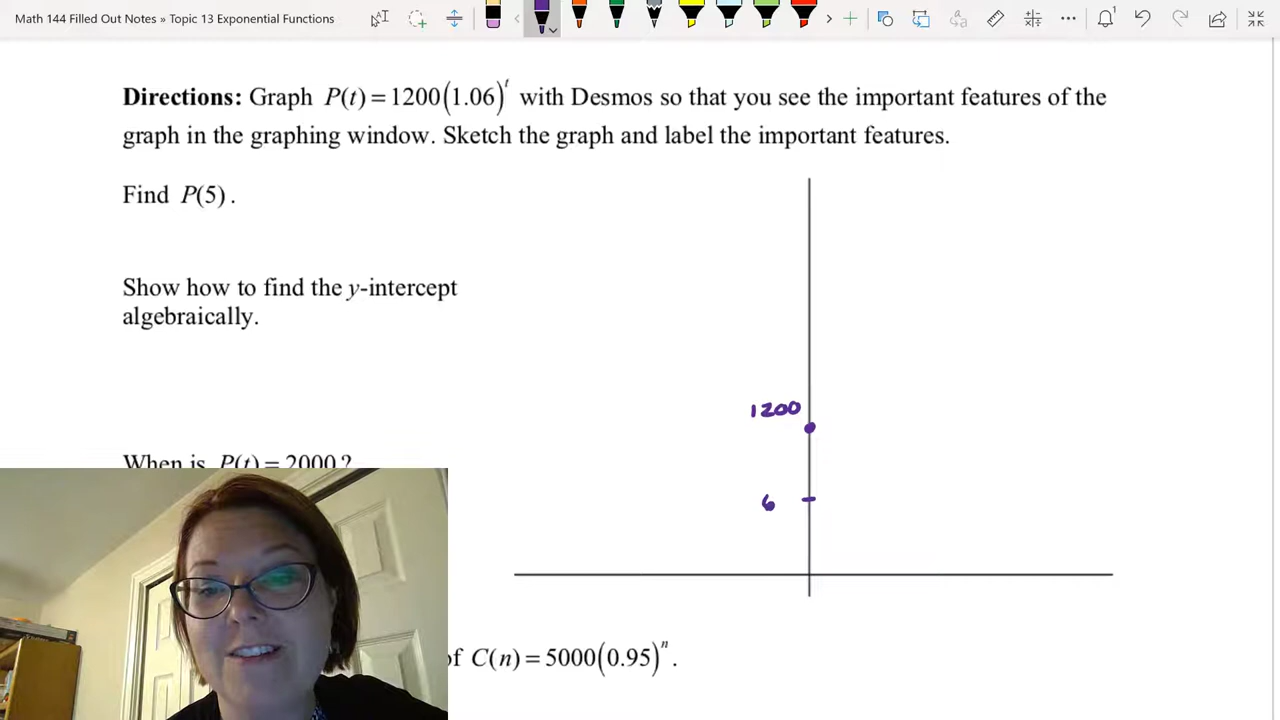 Math 144 Filled Out Notes » Topic 13 Exponential Functions
Directions: Graph P(t) = 1200(1.06)^t with Desmos so that you see the important features of the
graph in the graphing window. Sketch the graph and label the important features.
Find P(5).
Show how to find the y-intercept
algebraically.
1200
6
When is P(t) = 2000?
of C(n) = 5000(0.95)^n.